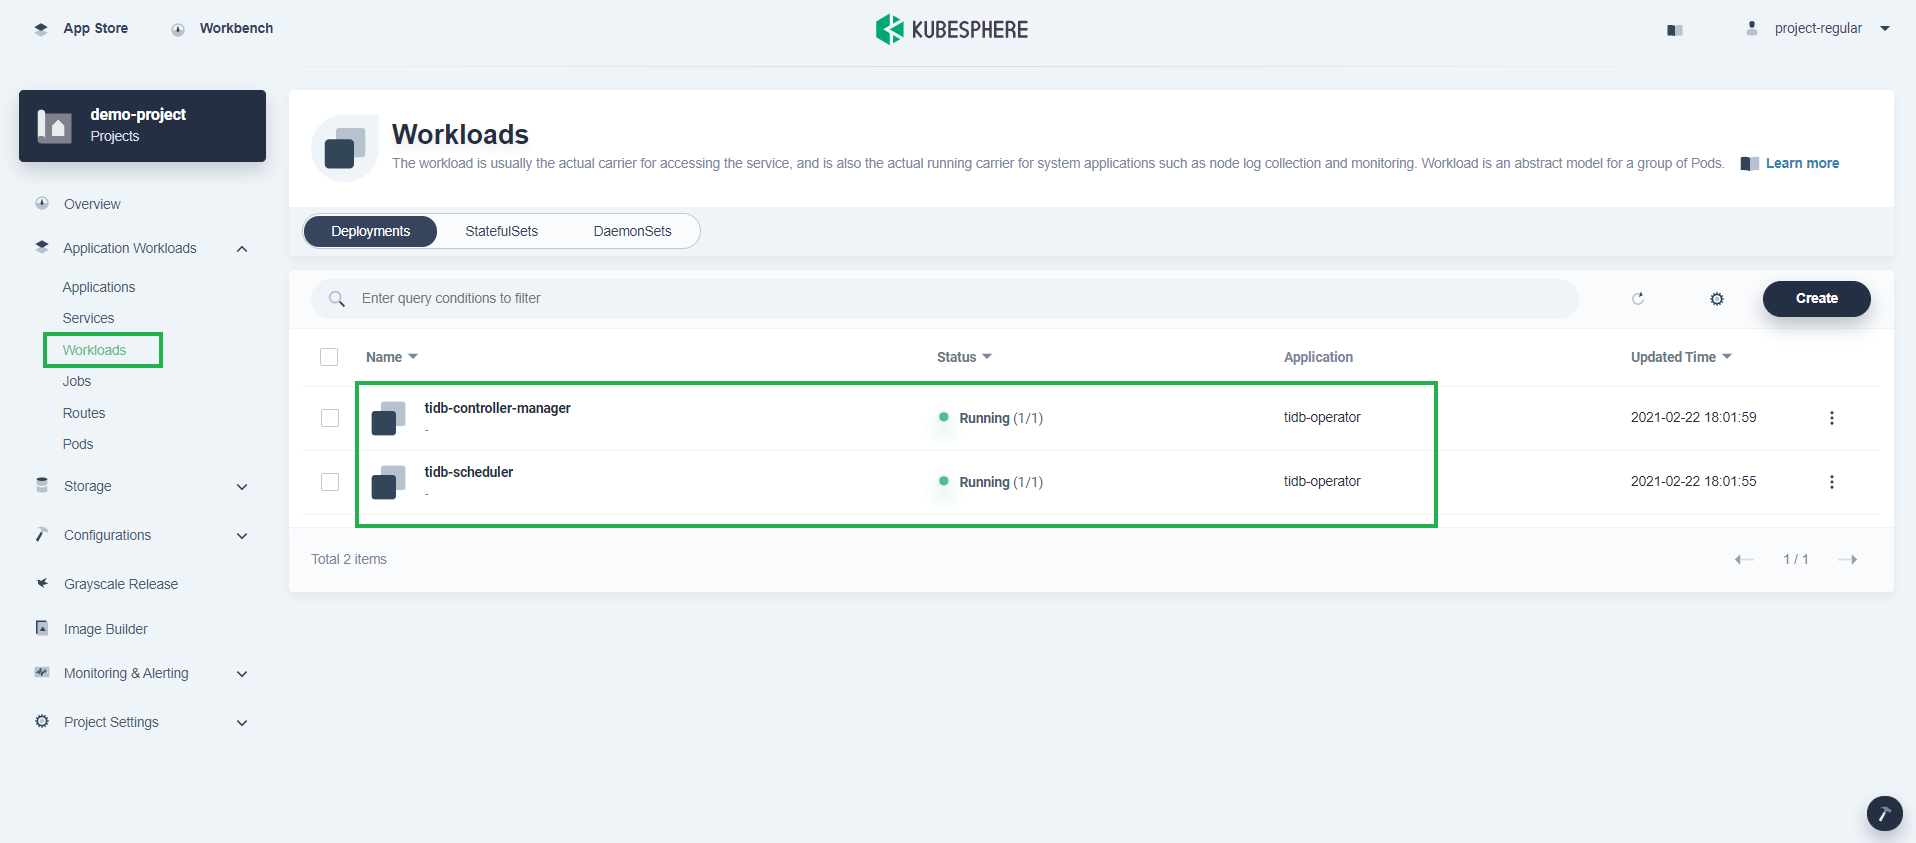 App Store
Workbench
KUBESPHERE
project-regular
demo-project
Projects
Overview
Application Workloads
Applications
Services
Workloads
Jobs
Routes
Pods
Storage
Configurations
Grayscale Release
Image Builder
Monitoring & Alerting
Project Settings
Workloads
The workload is usually the actual carrier for accessing the service, and is also the actual running carrier for system applications such as node log collection and monitoring. Workload is an abstract model for a group of Pods. Learn more
Deployments StatefulSets DaemonSets
Enter query conditions to filter
Create
Name Status Application Updated Time
tidb-controller-manager Running (1/1) tidb-operator 2021-02-22 18:01:59
-
tidb-scheduler Running (1/1) tidb-operator 2021-02-22 18:01:55
-
Total 2 items
1 / 1